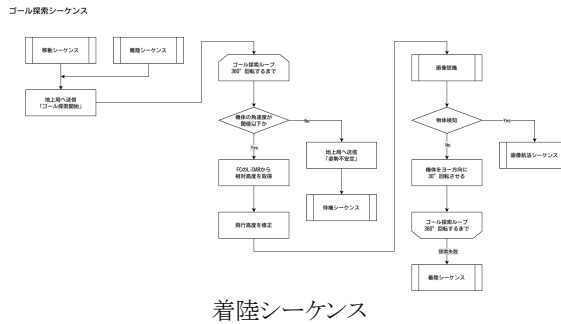 ゴール探索シーケンス
移動シーケンス
離陸シーケンス
地上局へ送信
「ゴール探索開始」
ゴール探索ループ
360°回転するまで
機体の角速度が
閾値以下か
No
Yes
地上局へ送信
「姿勢不安定」
待機シーケンス
FCのLiDARから
相対高度を取得
飛行高度を修正
画像認識
物体検知
Yes
No
画像航法シーケンス
機体をヨー方向に
30°回転させる
ゴール探索ループ
360°回転するまで
探索失敗
着陸シーケンス
着陸シーケンス